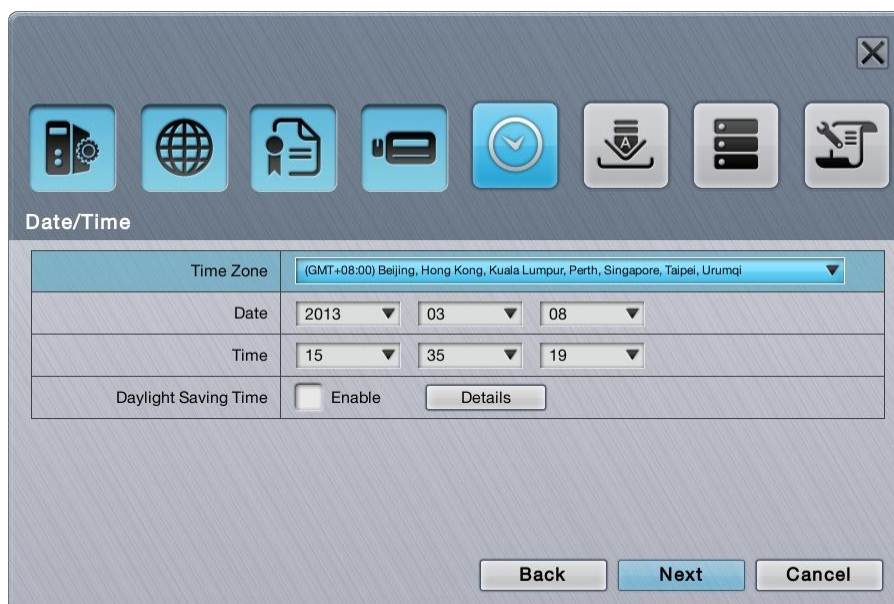 A
Date/Time
Time Zone (GMT+08:00) Beijing, Hong Kong, Kuala Lumpur, Perth, Singapore, Taipei, Urumqi
Date 2013 03 08
Time 15 35 19
Daylight Saving Time Enable Details
Back Next Cancel